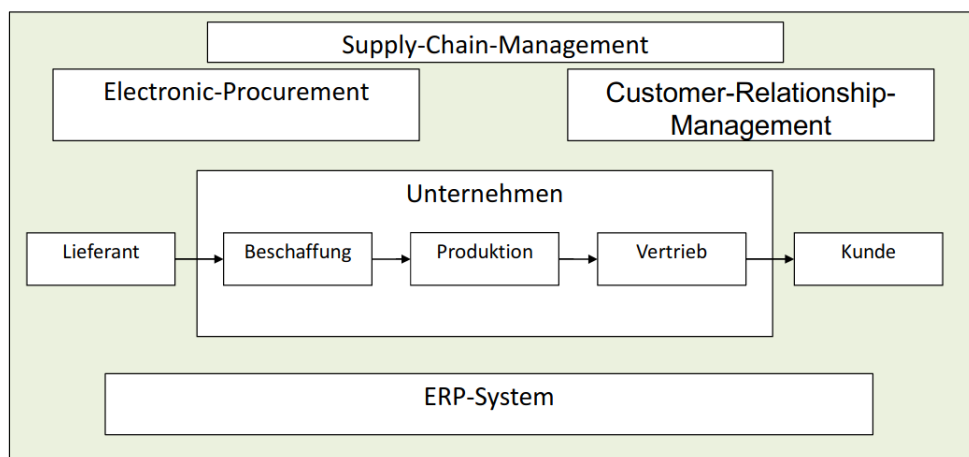 Supply-Chain-Management
Electronic-Procurement
Customer-Relationship-
Management
Unternehmen
Lieferant
Beschaffung
Produktion
Vertrieb
Kunde
ERP-System